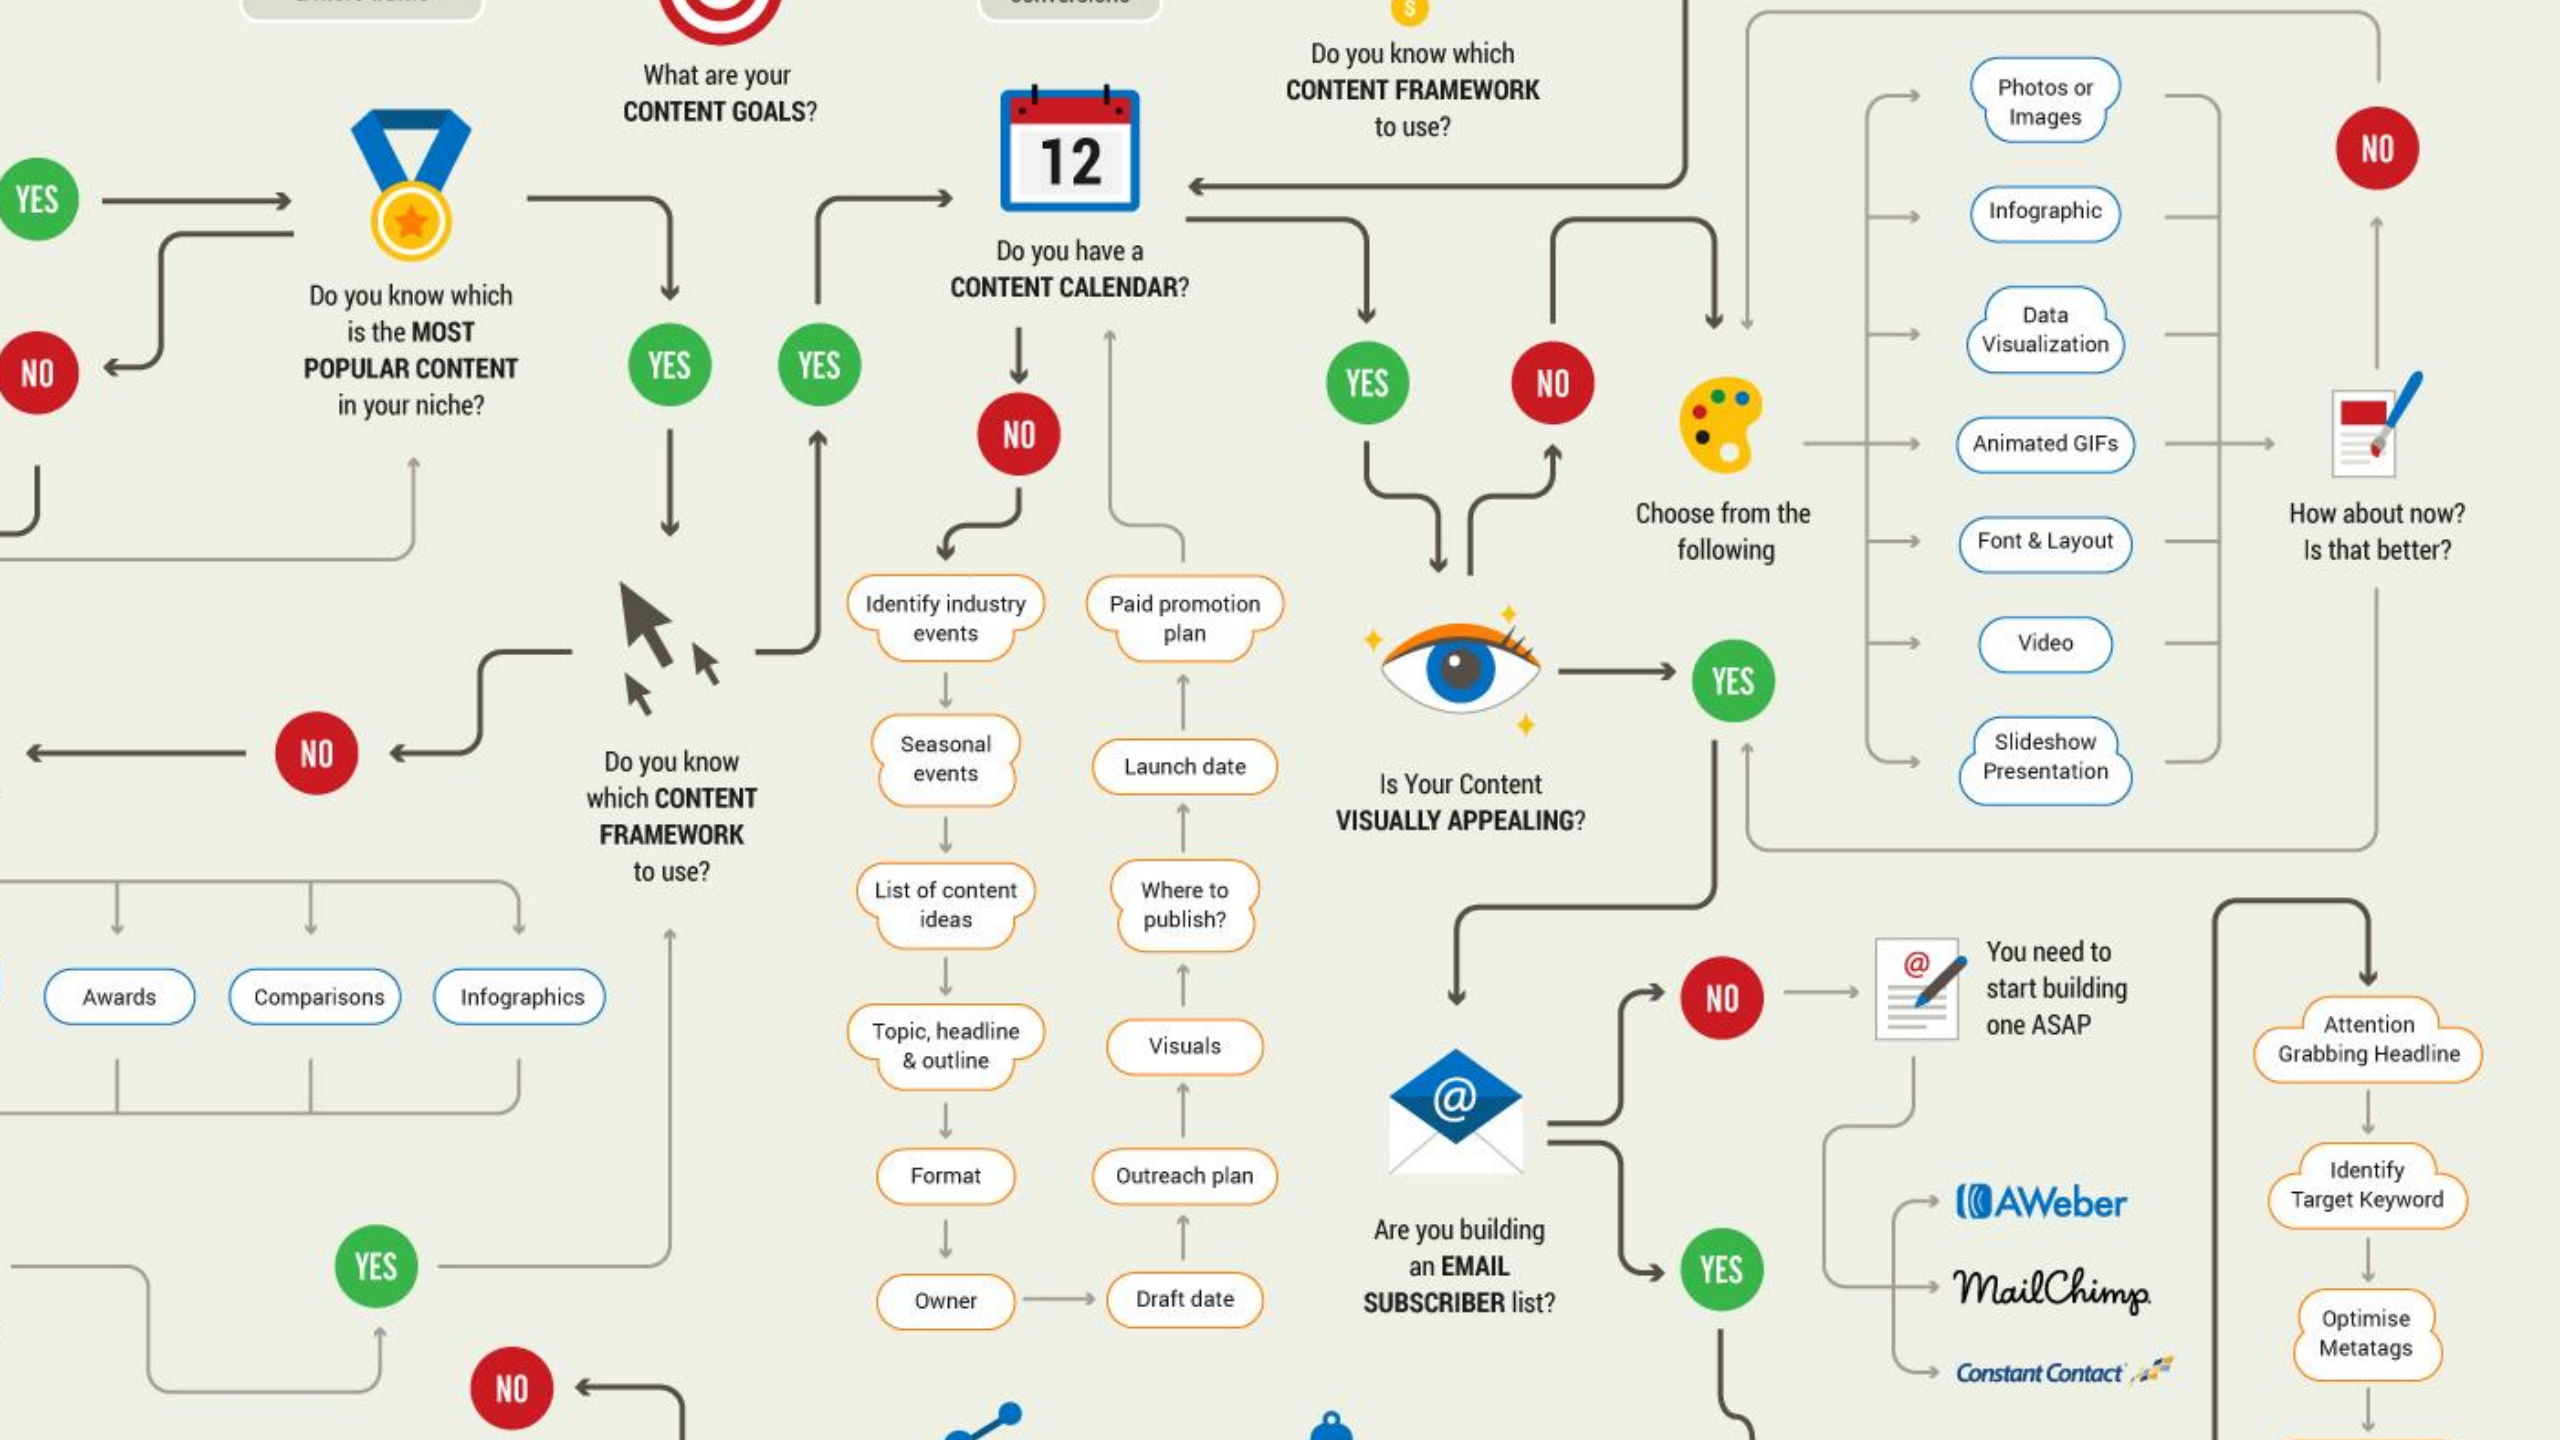 conversions
$
What are your
CONTENT GOALS?
Do you know which
CONTENT FRAMEWORK
to use?
12
Do you have a
CONTENT CALENDAR?
YES
NO
Do you know which
is the MOST
POPULAR CONTENT
in your niche?
YES
YES
NO
YES
NO
Choose from the
following
Photos or
Images
Infographic
Data
Visualization
Animated GIFs
Font & Layout
Video
Slideshow
Presentation
NO
How about now?
Is that better?
NO
Do you know
which CONTENT
FRAMEWORK
to use?
Identify industry
events
Seasonal
events
List of content
ideas
Topic, headline
& outline
Format
Owner
Paid promotion
plan
Launch date
Where to
publish?
Visuals
Outreach plan
Draft date
Is Your Content
VISUALLY APPEALING?
YES
Awards
Comparisons
Infographics
YES
NO
@
Are you building
an EMAIL
SUBSCRIBER list?
NO
YES
@
You need to
start building
one ASAP
AWeber
MailChimp
Constant Contact
Attention
Grabbing Headline
Identify
Target Keyword
Optimise
Metatags